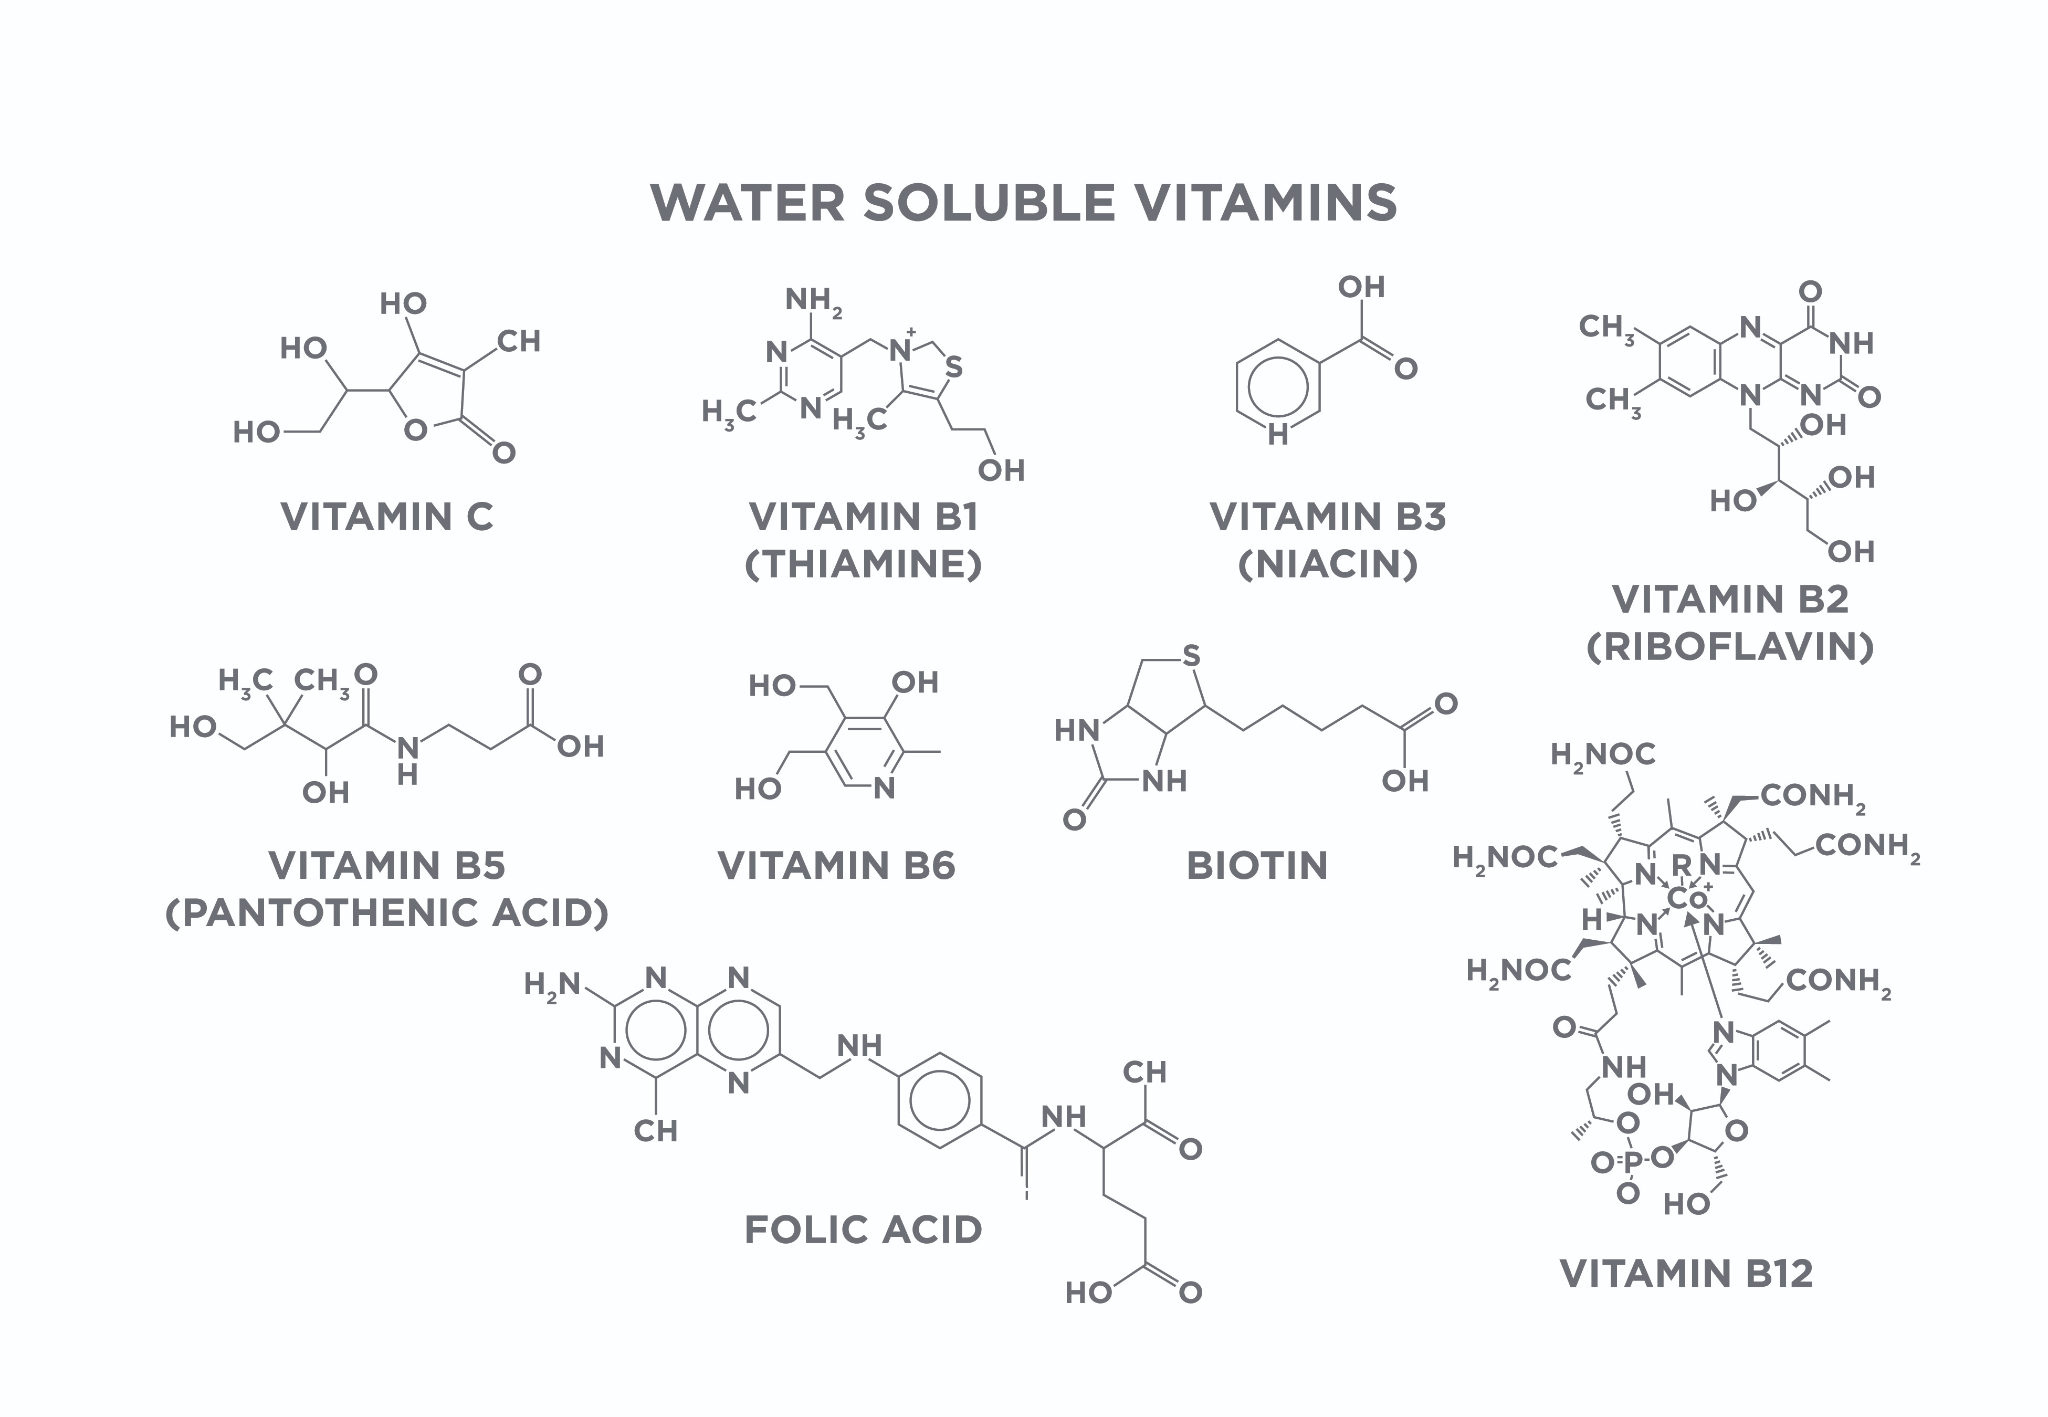 WATER SOLUBLE VITAMINS
HO
HO
CH
HO
O
O
VITAMIN C
NH2
N
N
+
S
H3C
N
H3C
OH
VITAMIN B1
(THIAMINE)
OH
O
H
VITAMIN B3
(NIACIN)
O
CH3
N
NH
CH3
N
N
O
OH
HO
OH
OH
VITAMIN B2
(RIBOFLAVIN)
H3C
CH3
O
O
HO
N
H
OH
OH
VITAMIN B5
(PANTOTHENIC ACID)
HO
OH
HO
N
VITAMIN B6
S
O
HN
NH
OH
O
BIOTIN
H2NOC
CONH2
CONH2
H2NOC
R
N
N
Co+
H
N
N
H2NOC
CONH2
O
N
NH
N
OH
O
O
O
P
O
O
HO
VITAMIN B12
H2N
N
N
N
N
NH
CH
CH
NH
O
I
HO
O
FOLIC ACID